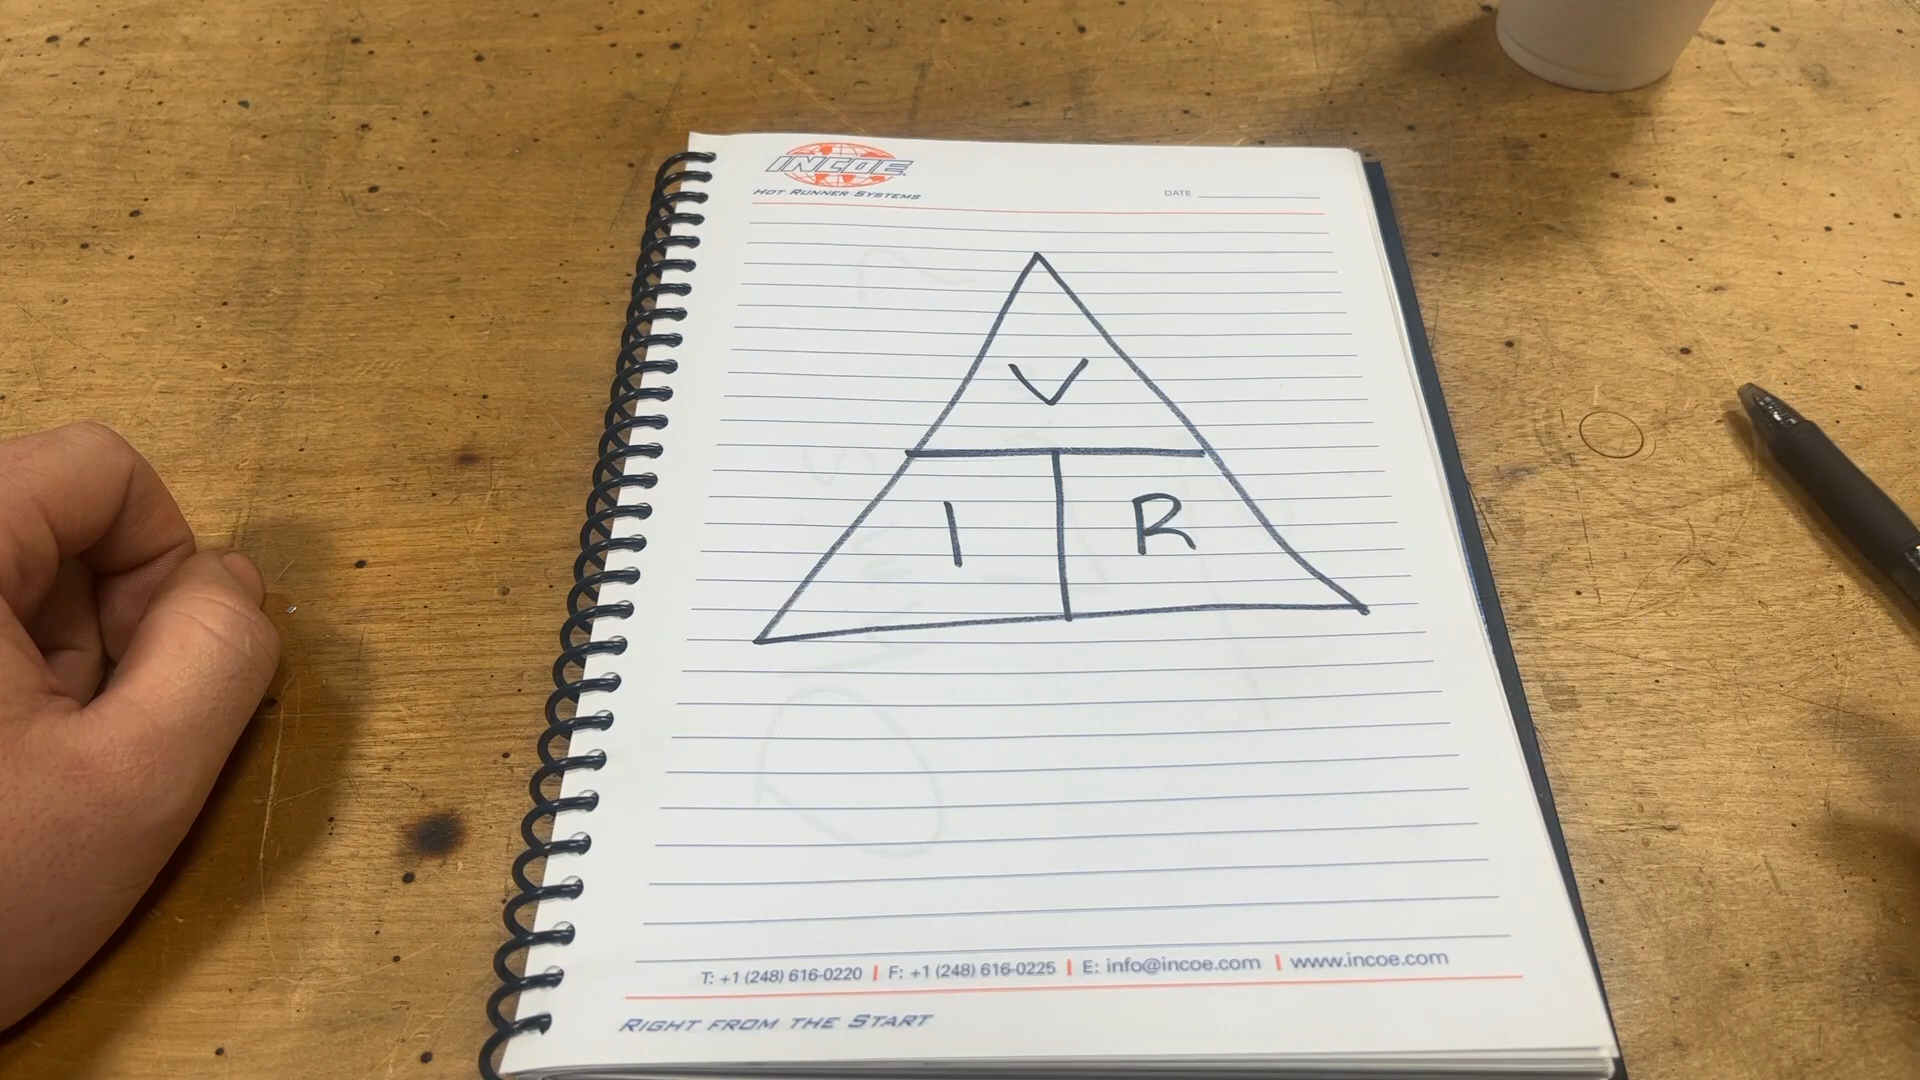 INCOE
HOT RUNNER SYSTEMS
DATE
V
I R
T: +1 (248) 616-0220 | F: +1 (248) 616-0225 | E: info@incoe.com | www.incoe.com
RIGHT FROM THE START